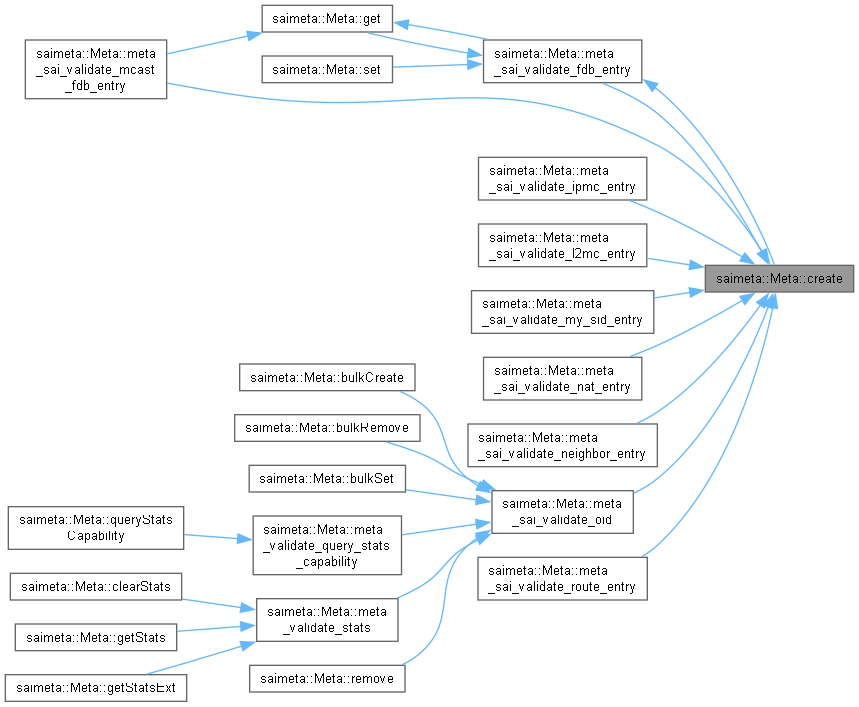 saimeta::Meta::get
saimeta::Meta::meta
_sai_validate_mcast
_fdb_entry
saimeta::Meta::meta
_sai_validate_fdb_entry
saimeta::Meta::set
saimeta::Meta::meta
_sai_validate_ipmc_entry
saimeta::Meta::meta
_sai_validate_l2mc_entry
saimeta::Meta::create
saimeta::Meta::meta
_sai_validate_my_sid_entry
saimeta::Meta::meta
_sai_validate_nat_entry
saimeta::Meta::bulkCreate
saimeta::Meta::bulkRemove
saimeta::Meta::meta
_sai_validate_neighbor_entry
saimeta::Meta::bulkSet
saimeta::Meta::meta
_sai_validate_oid
saimeta::Meta::queryStats
Capability
saimeta::Meta::meta
_validate_query_stats
_capability
saimeta::Meta::meta
_sai_validate_route_entry
saimeta::Meta::clearStats
saimeta::Meta::meta
_validate_stats
saimeta::Meta::getStats
saimeta::Meta::remove
saimeta::Meta::getStatsExt